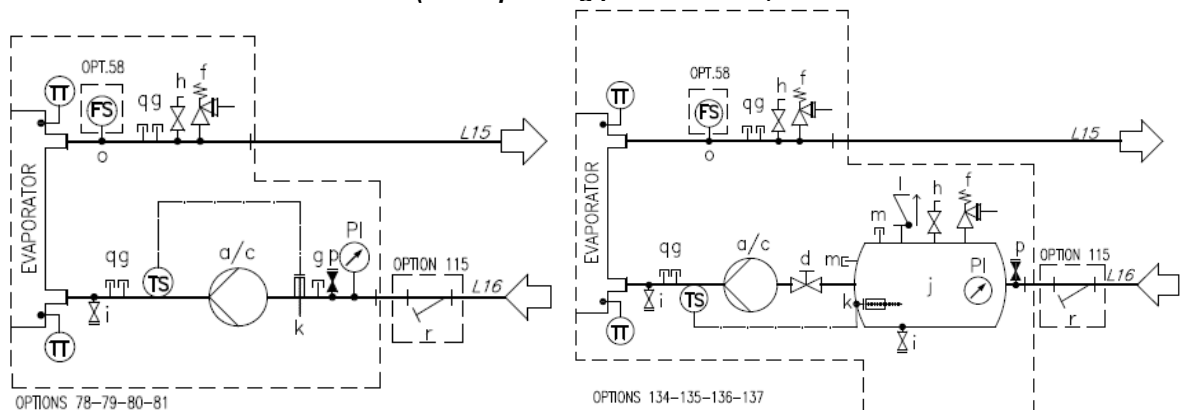 OPT.58
TT
FS
qg
h
f
o
L15
EVAPORATOR
qg
TS
a/c
g
p
PI
OPTION 115
L16
i
k
r
TT
OPTIONS 78–79–80–81
OPT.58
TT
FS
qg
h
f
o
L15
EVAPORATOR
qg
a/c
d
m
l
h
f
m
j
PI
p
OPTION 115
L16
TS
i
k
i
r
TT
OPTIONS 134–135–136–137